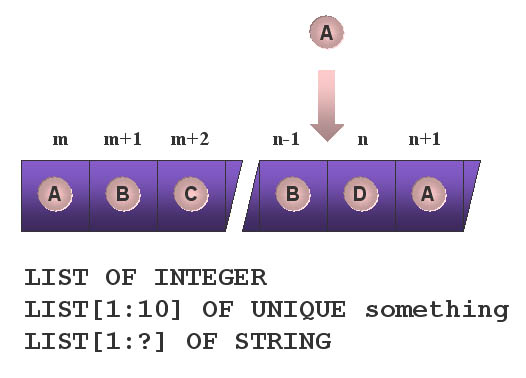 A
m m+1 m+2 n-1 n n+1
A B C B D A
LIST OF INTEGER
LIST[1:10] OF UNIQUE something
LIST[1:?] OF STRING